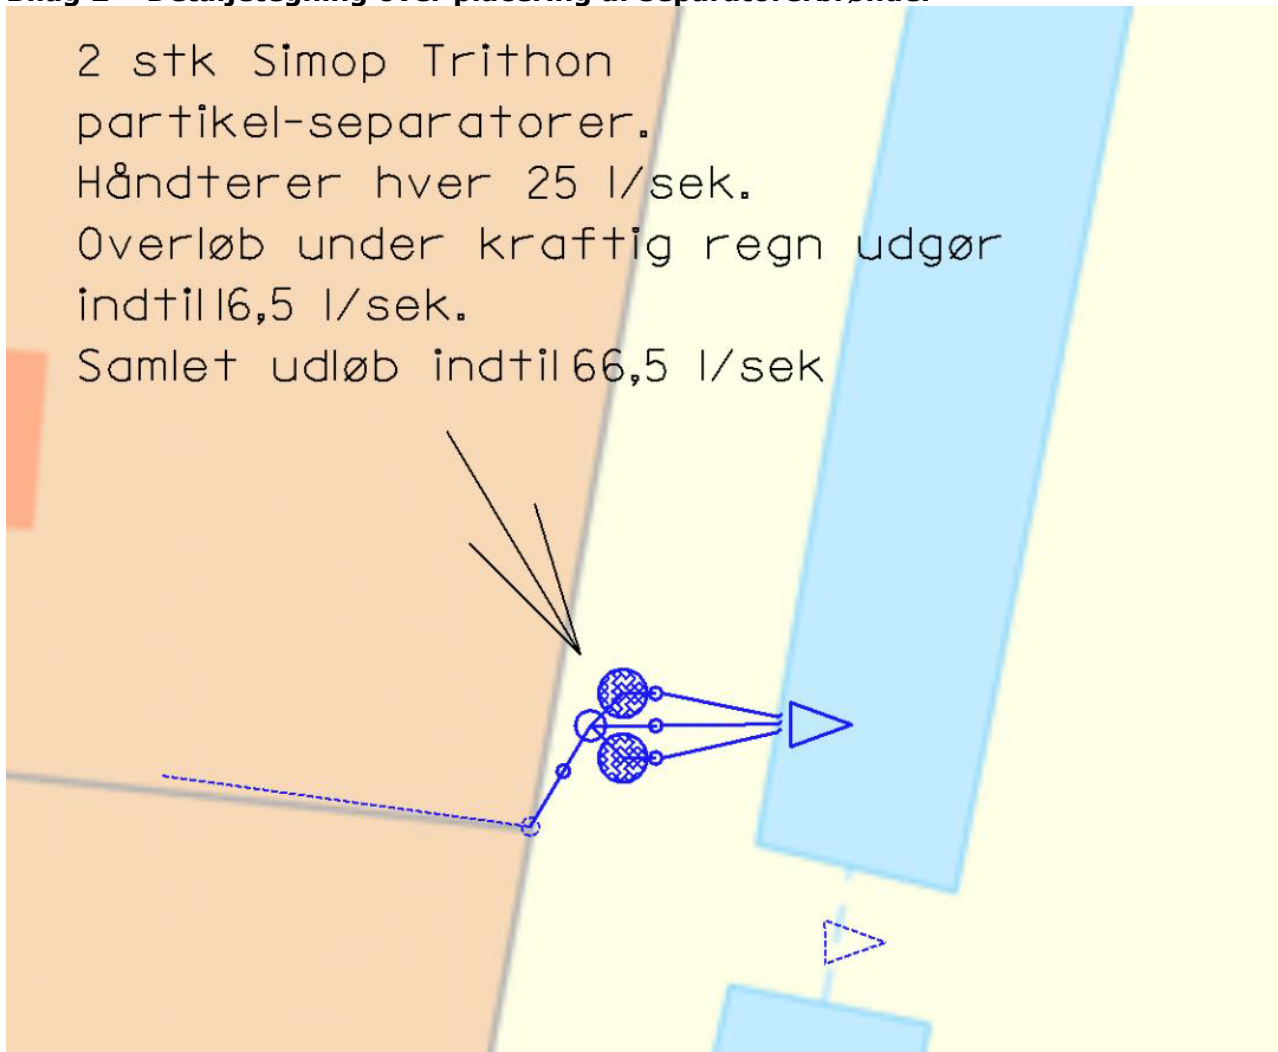 2 stk Simop Trithon
partikel-separatorer.
Håndterer hver 25 l/sek.
Overløb under kraftig regn udgør
indtil 16,5 l/sek.
Samlet udløb indtil 66,5 l/sek